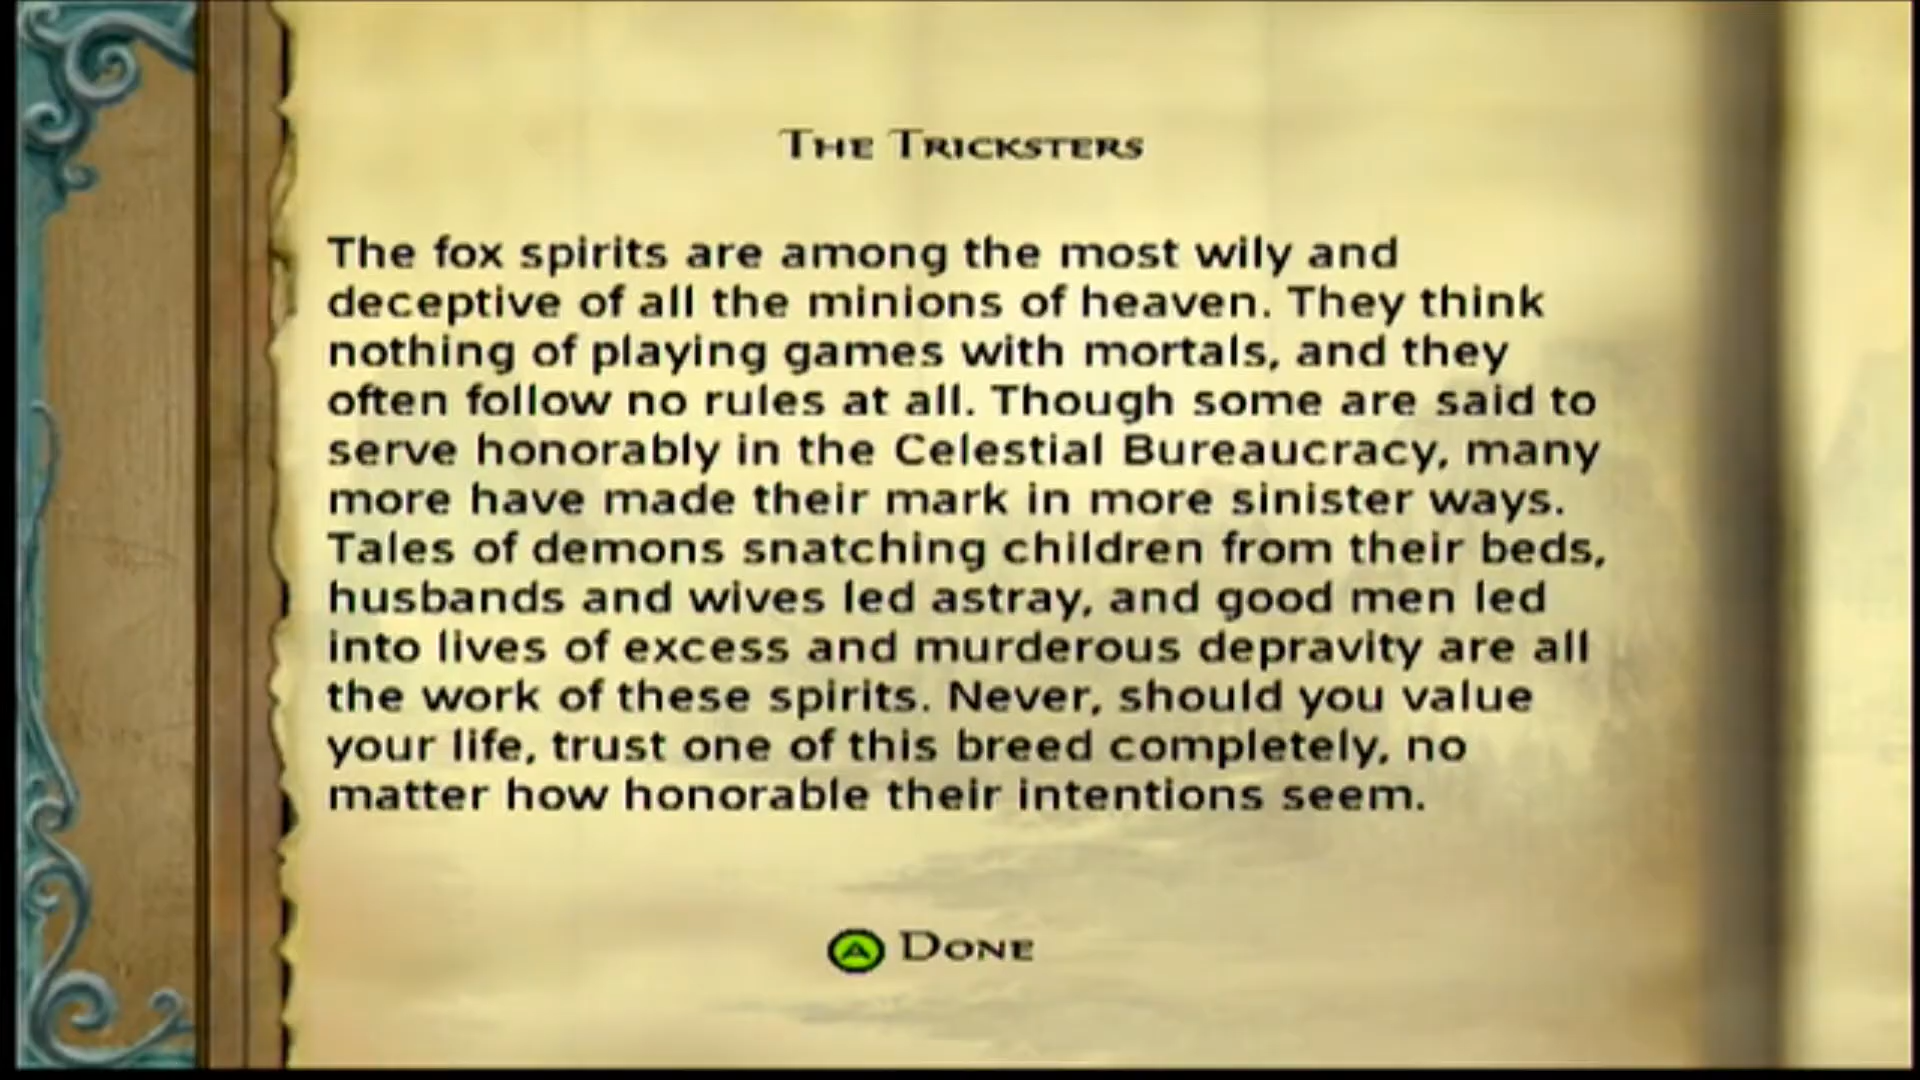 The Tricksters
The fox spirits are among the most wily and
deceptive of all the minions of heaven. They think
nothing of playing games with mortals, and they
often follow no rules at all. Though some are said to
serve honorably in the Celestial Bureaucracy, many
more have made their mark in more sinister ways.
Tales of demons snatching children from their beds,
husbands and wives led astray, and good men led
into lives of excess and murderous depravity are all
the work of these spirits. Never, should you value
your life, trust one of this breed completely, no
matter how honorable their intentions seem.
A Done